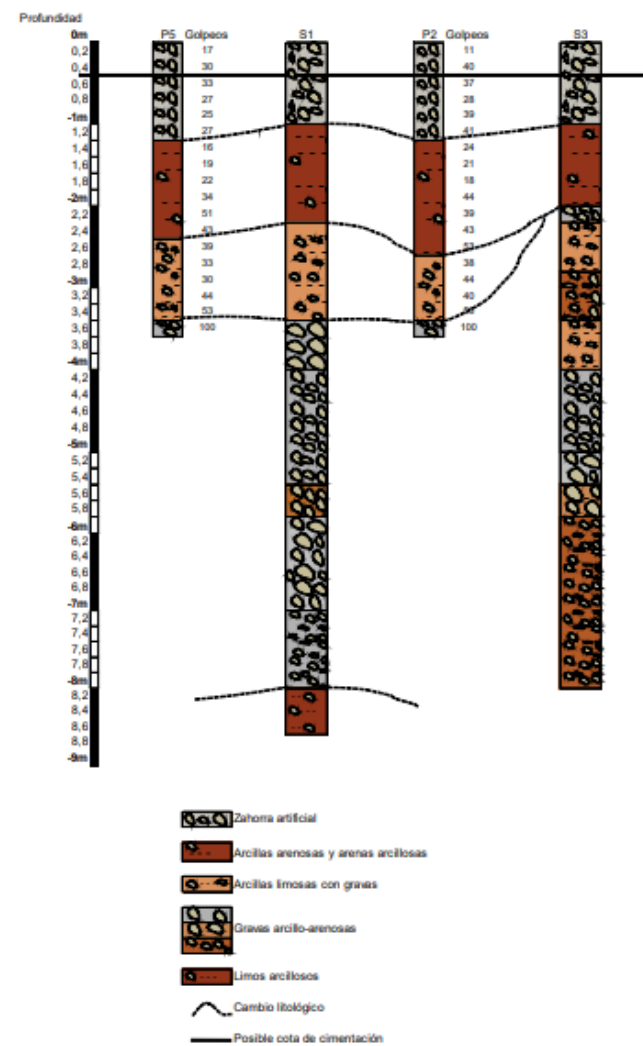 Profundidad
0m P5 Golpeos S1 P2 Golpeos S3
0,2 17 11
0,4 30 40
0,6 33 37
0,8 27 28
-1m 25 39
1,2 27 41
1,4 16 24
1,6 19 21
1,8 22 18
-2m 34 44
2,2 51 39
2,4 43 43
2,6 39
2,8 33 38
-3m 30 44
3,2 44 40
3,4 53
3,6 100 100
3,8
-4m
4,2
4,4
4,6
4,8
-5m
5,2
5,4
5,6
5,8
-6m
6,2
6,4
6,6
6,8
-7m
7,2
7,4
7,6
7,8
-8m
8,2
8,4
8,6
8,8
-9m
Zahorra artificial
Arcillas arenosas y arenas arcillosas
Arcillas limosas con gravas
Gravas arcillo-arenosas
Limos arcillosos
Cambio litológico
Posible cota de cimentación